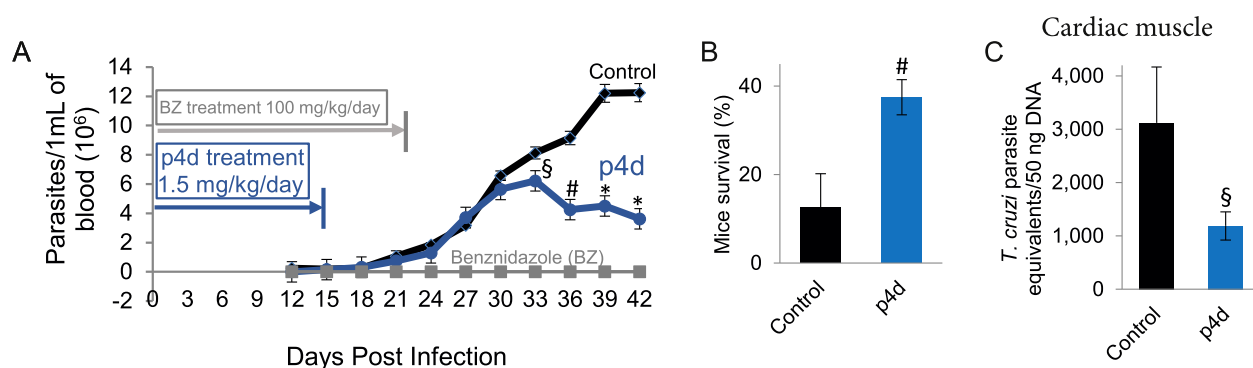 A
Parasites/1mL of
blood (10⁶)
14
12
10
8
6
4
2
0
-2
BZ treatment 100 mg/kg/day
p4d treatment
1.5 mg/kg/day
Control
p4d
§
#
*
*
Benznidazole (BZ)
0 3 6 9 12 15 18 21 24 27 30 33 36 39 42
Days Post Infection
B
Mice survival (%)
40
20
0
#
Control
p4d
Cardiac muscle
C
T. cruzi parasite
equivalents/50 ng DNA
4,000
3,000
2,000
1,000
0
§
Control
p4d